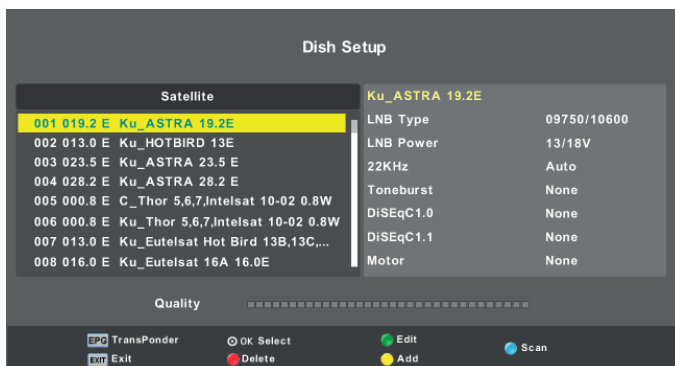 Dish Setup
Satellite
001 019.2 E Ku_ASTRA 19.2E
002 013.0 E Ku_HOTBIRD 13E
003 023.5 E Ku_ASTRA 23.5 E
004 028.2 E Ku_ASTRA 28.2 E
005 000.8 E C_Thor 5,6,7,Intelsat 10-02 0.8W
006 000.8 E Ku_Thor 5,6,7,Intelsat 10-02 0.8W
007 013.0 E Ku_Eutelsat Hot Bird 13B,13C,...
008 016.0 E Ku_Eutelsat 16A 16.0E
Ku_ASTRA 19.2E
LNB Type 09750/10600
LNB Power 13/18V
22KHz Auto
Toneburst None
DiSEqC1.0 None
DiSEqC1.1 None
Motor None
Quality
EPG TransPonder OK Select Edit Scan
EXIT Exit Delete Add